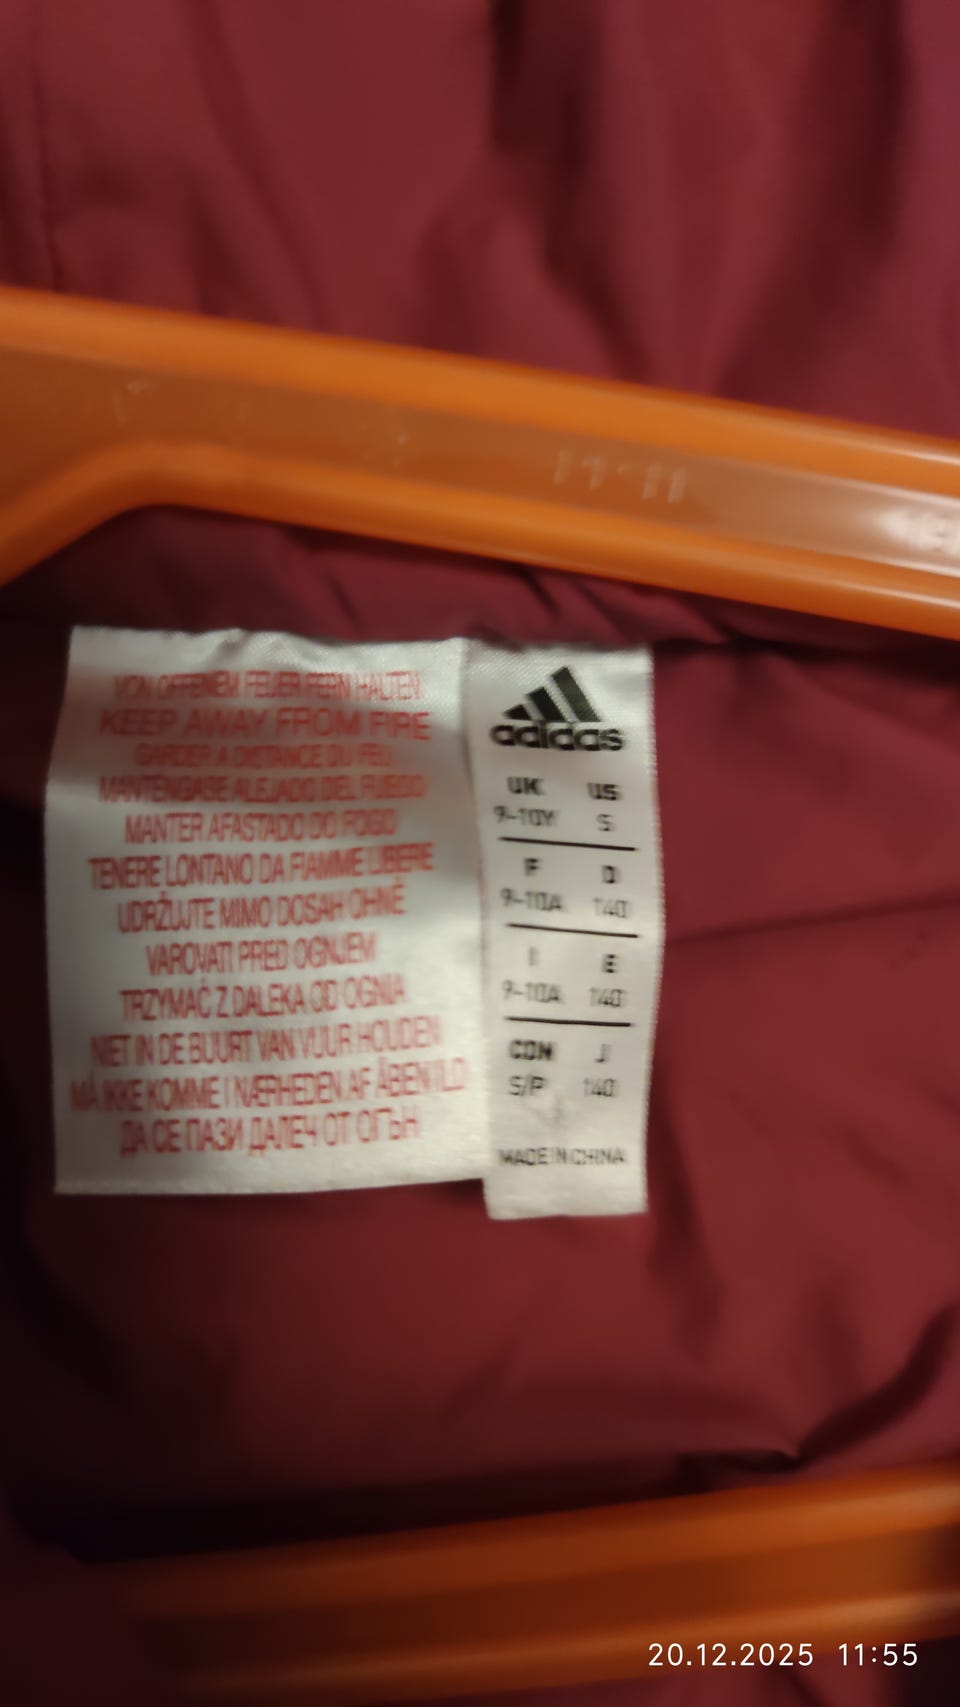 VON OFFENEM FEUER FERN HALTEN
KEEP AWAY FROM FIRE
GARDER A DISTANCE DU FEU
MANTENGASE ALEJADO DEL FUEGO
MANTER AFASTADO DO FOGO
TENERE LONTANO DA FIAMME LIBERE
UDRŽUJTE MIMO DOSAH OHNĚ
VAROVATI PRED OGNJEM
TRZYMAĆ Z DALEKA OD OGNIA
NIET IN DE BUURT VAN VUUR HOUDEN
MÅ IKKE KOMME I NÆRHEDEN AF ÅBEN ILD
ДА СЕ ПАЗИ ДАЛЕЧ ОТ ОГЪН
adidas
UK US
9-10Y S
F D
9-10A 140
I E
9-10A 140
CDN J
S/P 140
MADE IN CHINA
20.12.2025 11:55